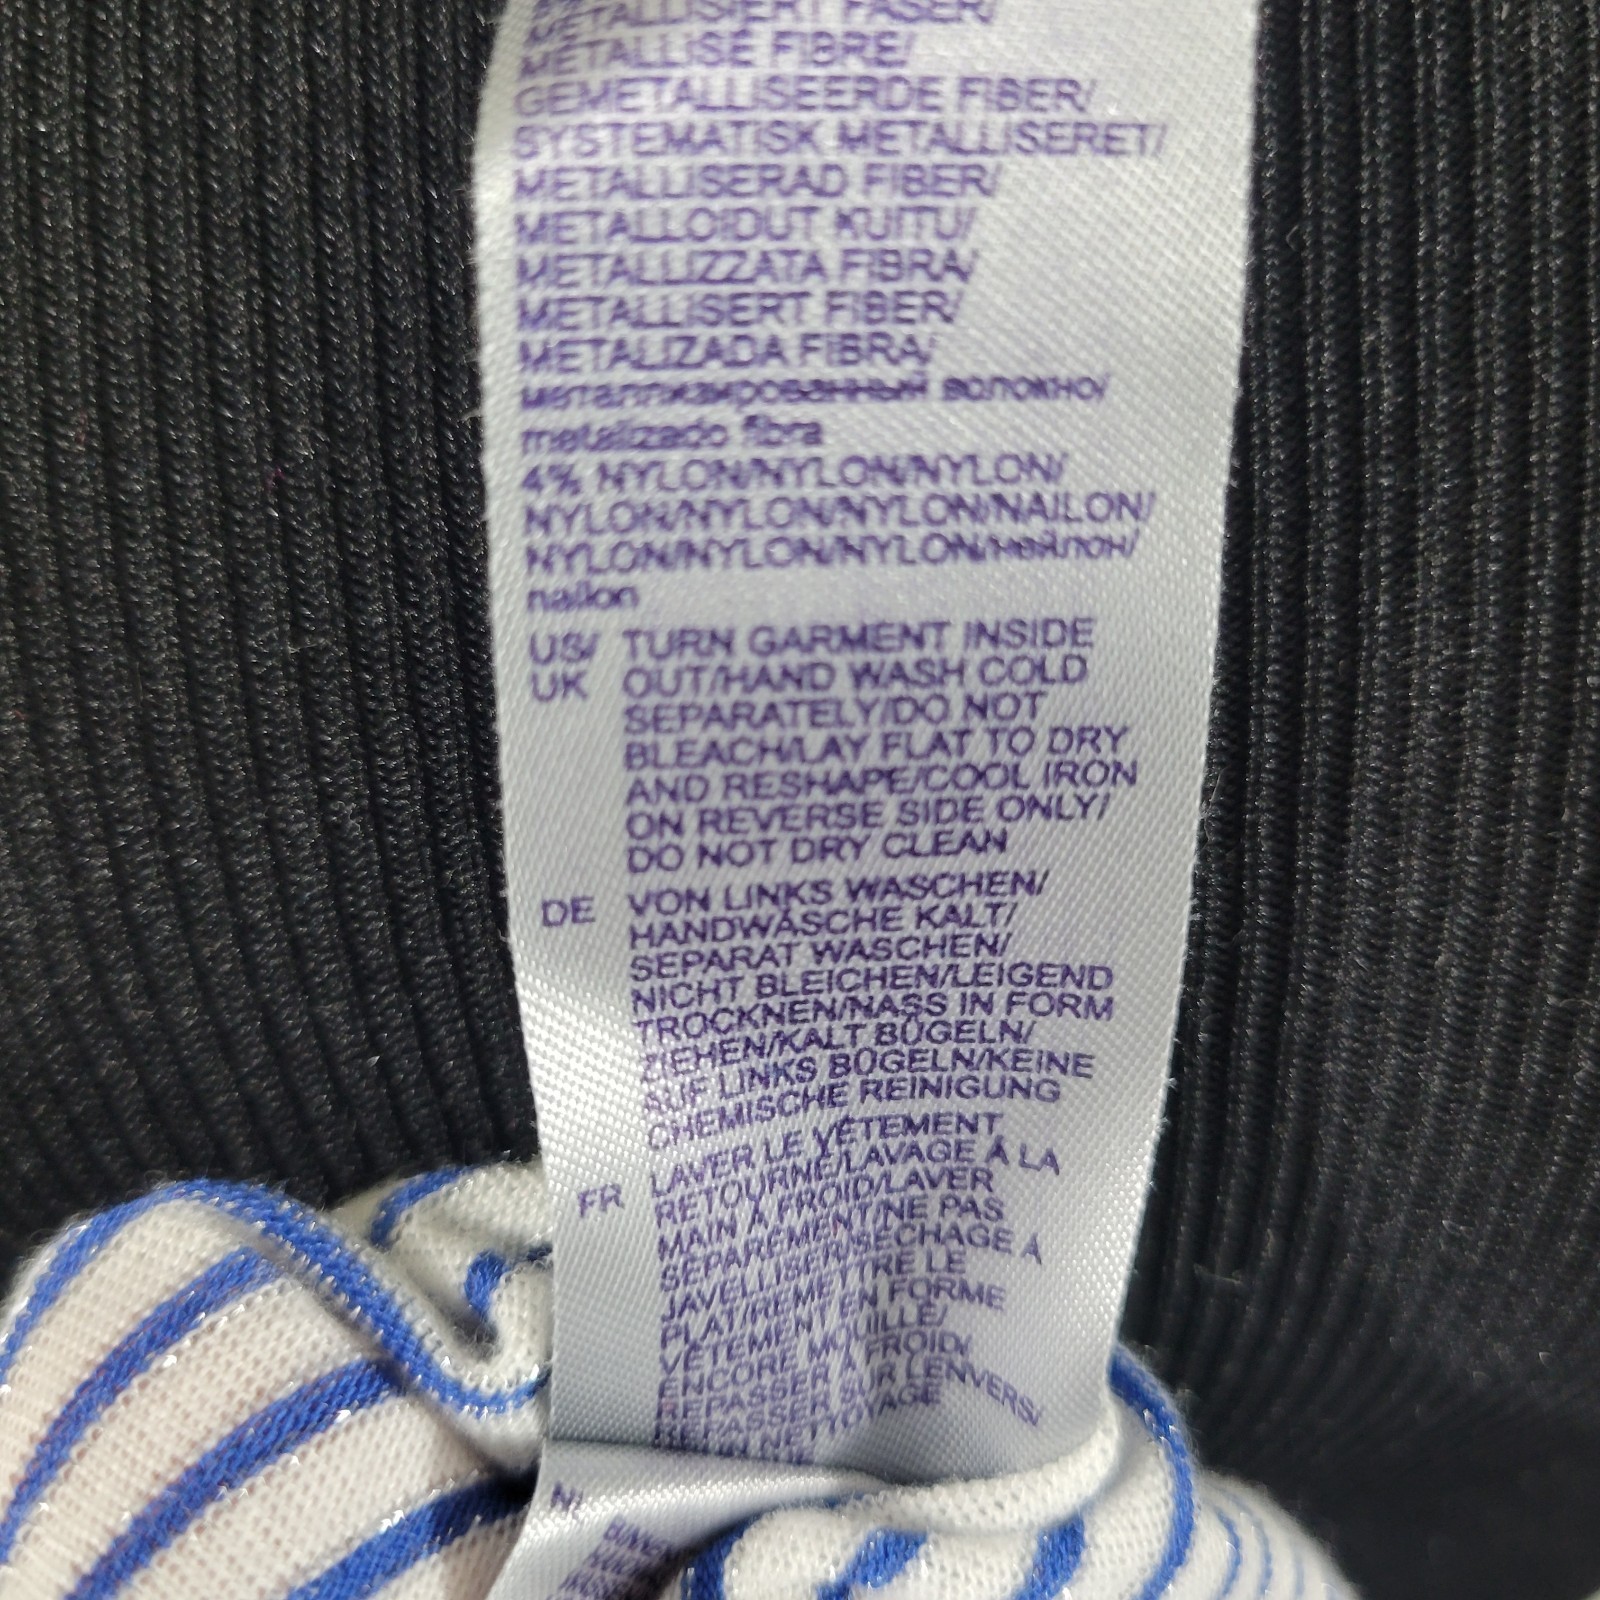 METALLISIERT FASER/
MÉTALLISÉ FIBRE/
GEMETALLISEERDE FIBER/
SYSTEMATISK METALLISERET/
METALLISERAD FIBER/
METALLOIDUT KUITU/
METALLIZZATA FIBRA/
METALLISERT FIBER/
METALIZADA FIBRA/
металлизированный волокно/
metalizado fibra
4% NYLON/NYLON/NYLON/
NYLON/NYLON/NYLON/NAILON/
NYLON/NYLON/NYLON/нейлон/
nailon
US/ TURN GARMENT INSIDE
UK OUT/HAND WASH COLD
SEPARATELY/DO NOT
BLEACH/LAY FLAT TO DRY
AND RESHAPE/COOL IRON
ON REVERSE SIDE ONLY/
DO NOT DRY CLEAN
DE VON LINKS WASCHEN/
HANDWÄSCHE KALT/
SEPARAT WASCHEN/
NICHT BLEICHEN/LEIGEND
TROCKNEN/NASS IN FORM
ZIEHEN/KALT BÜGELN/
AUF LINKS BÜGELN/KEINE
CHEMISCHE REINIGUNG
FR LAVER LE VÊTEMENT
RETOURNÉ/LAVAGE À LA
MAIN À FROID/LAVER
SÉPARÉMENT/NE PAS
JAVELLISER/SÉCHAGE À
PLAT/REMETTRE LE
VÊTEMENT EN FORME
ENCORE MOUILLÉ/
REPASSER À FROID/
REPASSER SUR L'ENVERS/
NETTOYAGE
NL